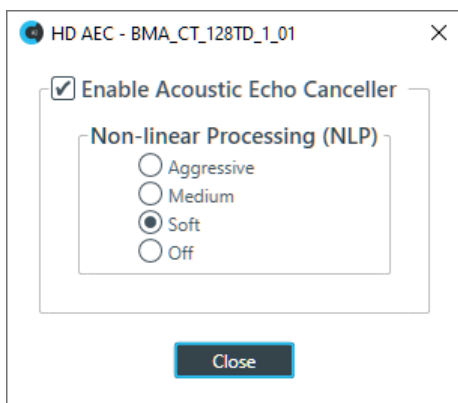 HD AEC - BMA_CT_128TD_1_01
Enable Acoustic Echo Canceller
Non-linear Processing (NLP)
Aggressive
Medium
Soft
Off
Close